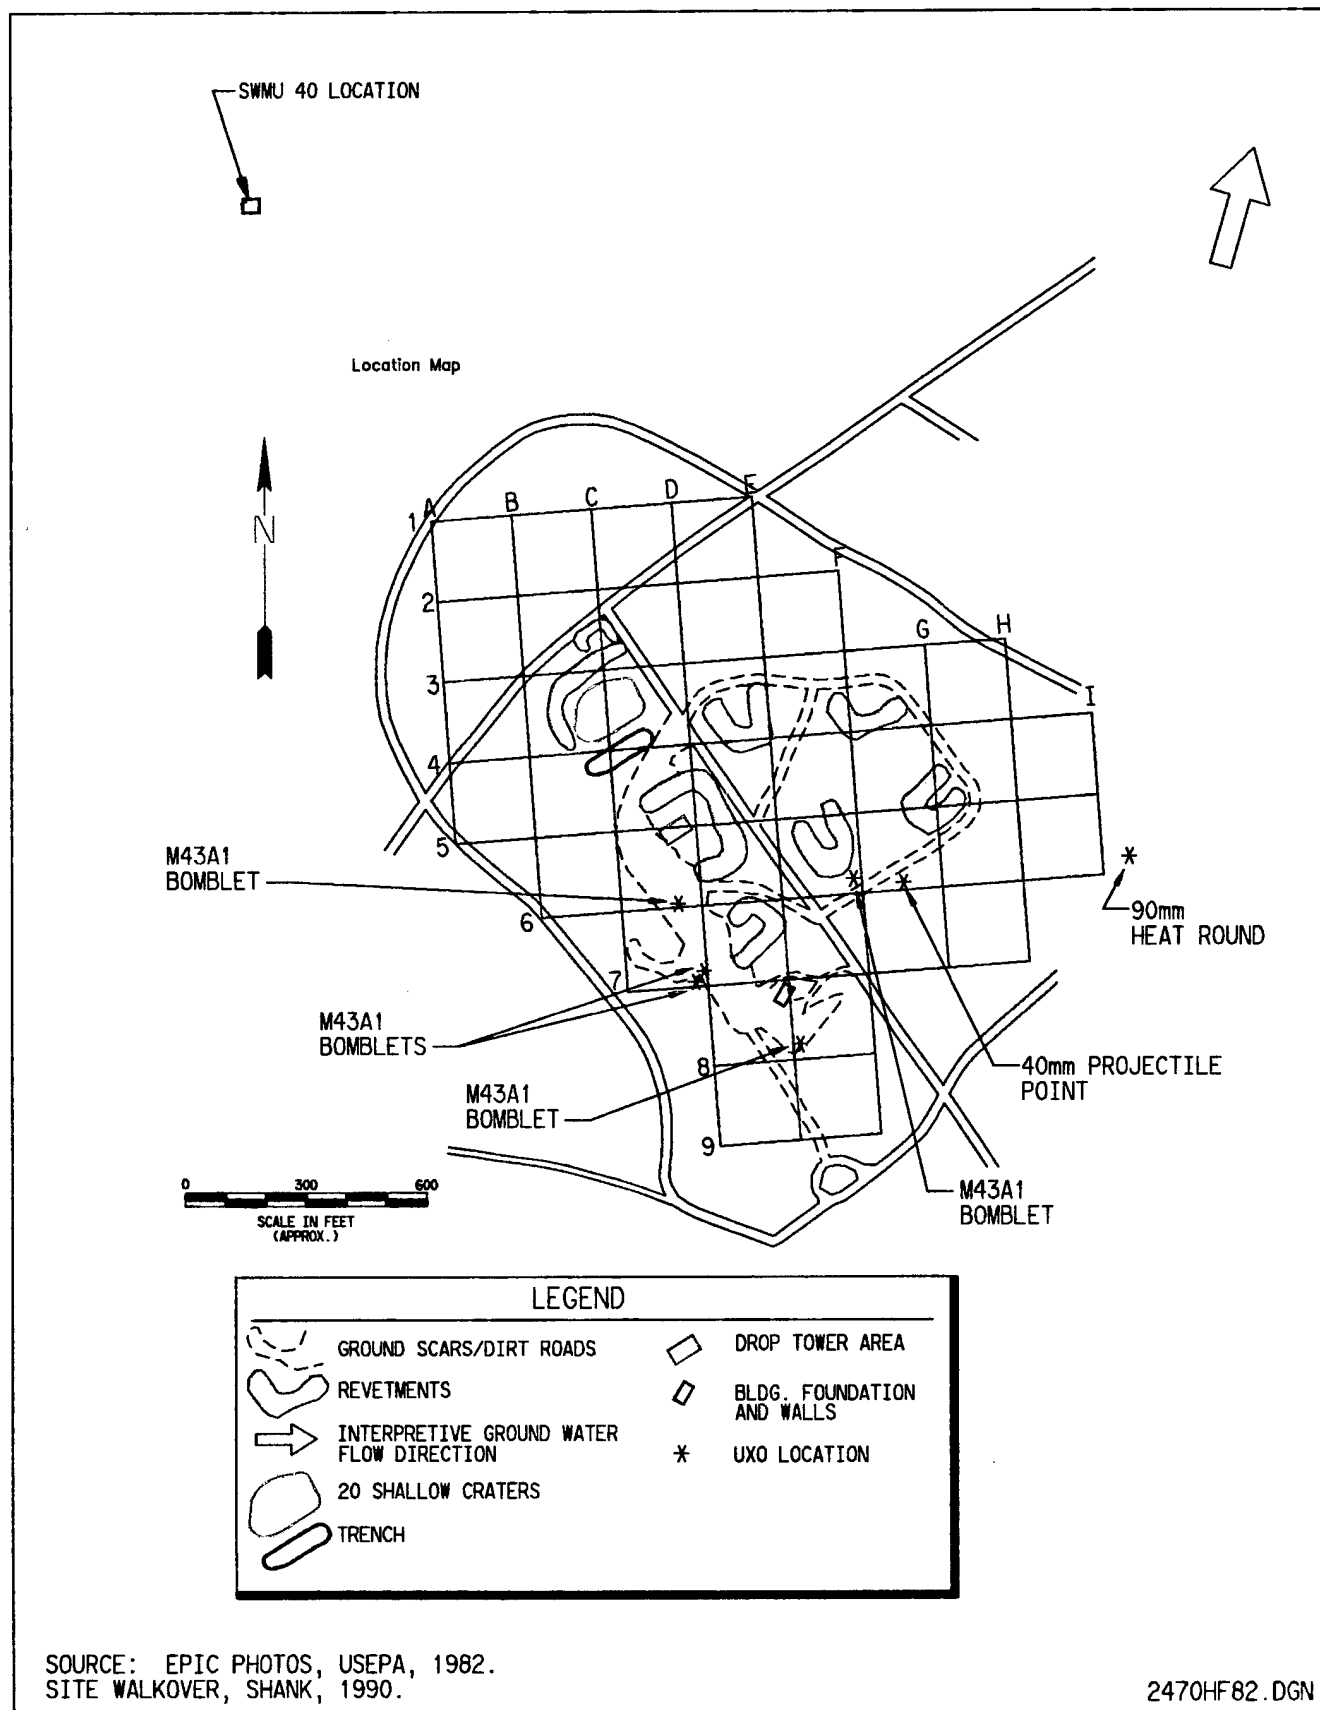 SWMU 40 LOCATION
Location Map
N
A
B
C
D
E
F
G
H
I
1
2
3
4
5
6
7
8
9
M43A1
BOMBLET
90mm
HEAT ROUND
M43A1
BOMBLETS
M43A1
BOMBLET
40mm PROJECTILE
POINT
M43A1
BOMBLET
0 300 600
SCALE IN FEET
(APPROX.)
LEGEND
GROUND SCARS/DIRT ROADS
REVETMENTS
INTERPRETIVE GROUND WATER
FLOW DIRECTION
20 SHALLOW CRATERS
TRENCH
DROP TOWER AREA
BLDG. FOUNDATION
AND WALLS
UXO LOCATION
SOURCE: EPIC PHOTOS, USEPA, 1982.
SITE WALKOVER, SHANK, 1990.
2470HF82.DGN